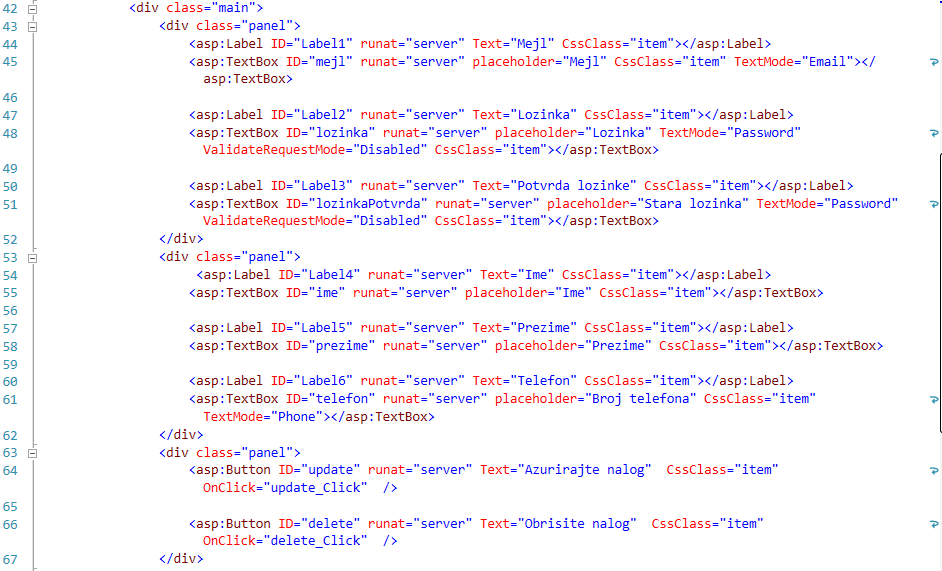 42 <div class="main">
43 <div class="panel">
44 <asp:Label ID="Label1" runat="server" Text="Mejl" CssClass="item"></asp:Label>
45 <asp:TextBox ID="mejl" runat="server" placeholder="Mejl" CssClass="item" TextMode="Email"></
asp:TextBox>
46
47 <asp:Label ID="Label2" runat="server" Text="Lozinka" CssClass="item"></asp:Label>
48 <asp:TextBox ID="lozinka" runat="server" placeholder="Lozinka" TextMode="Password"
ValidateRequestMode="Disabled" CssClass="item"></asp:TextBox>
49
50 <asp:Label ID="Label3" runat="server" Text="Potvrda lozinke" CssClass="item"></asp:Label>
51 <asp:TextBox ID="lozinkaPotvrda" runat="server" placeholder="Stara lozinka" TextMode="Password"
ValidateRequestMode="Disabled" CssClass="item"></asp:TextBox>
52 </div>
53 <div class="panel">
54 <asp:Label ID="Label4" runat="server" Text="Ime" CssClass="item"></asp:Label>
55 <asp:TextBox ID="ime" runat="server" placeholder="Ime" CssClass="item"></asp:TextBox>
56
57 <asp:Label ID="Label5" runat="server" Text="Prezime" CssClass="item"></asp:Label>
58 <asp:TextBox ID="prezime" runat="server" placeholder="Prezime" CssClass="item"></asp:TextBox>
59
60 <asp:Label ID="Label6" runat="server" Text="Telefon" CssClass="item"></asp:Label>
61 <asp:TextBox ID="telefon" runat="server" placeholder="Broj telefona" CssClass="item"
TextMode="Phone"></asp:TextBox>
62 </div>
63 <div class="panel">
64 <asp:Button ID="update" runat="server" Text="Azurirajte nalog"  CssClass="item"
OnClick="update_Click"  />
65
66 <asp:Button ID="delete" runat="server" Text="Obrisite nalog"  CssClass="item"
OnClick="delete_Click"  />
67 </div>